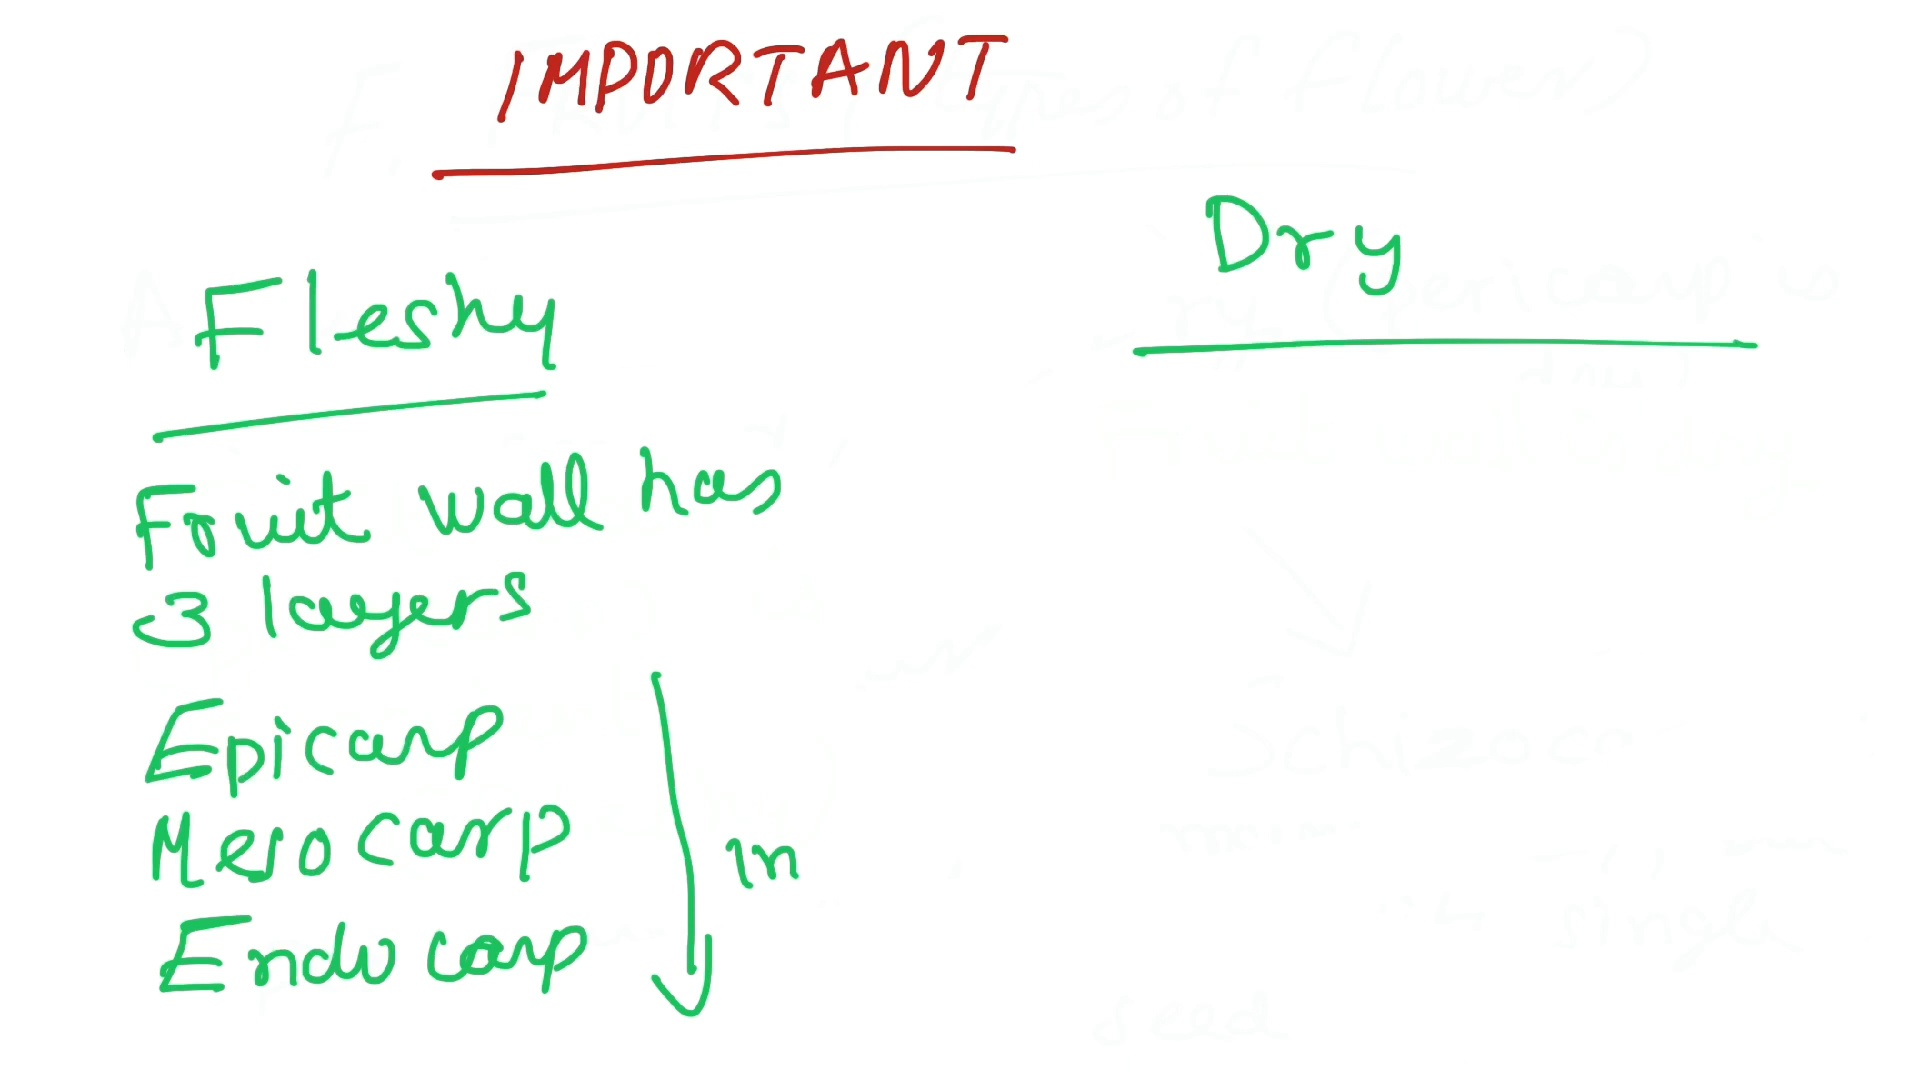 IMPORTANT
Fleshy
Fruit wall has
3 layers
Epicarp
Mesocarp
Endocarp
in
Dry